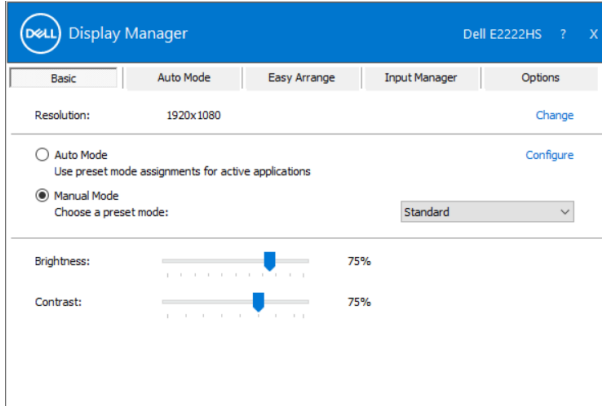 DELL Display Manager Dell E2222HS ? X
Basic Auto Mode Easy Arrange Input Manager Options
Resolution: 1920x1080 Change
Auto Mode Configure
Use preset mode assignments for active applications
Manual Mode
Choose a preset mode: Standard
Brightness: 75%
Contrast: 75%